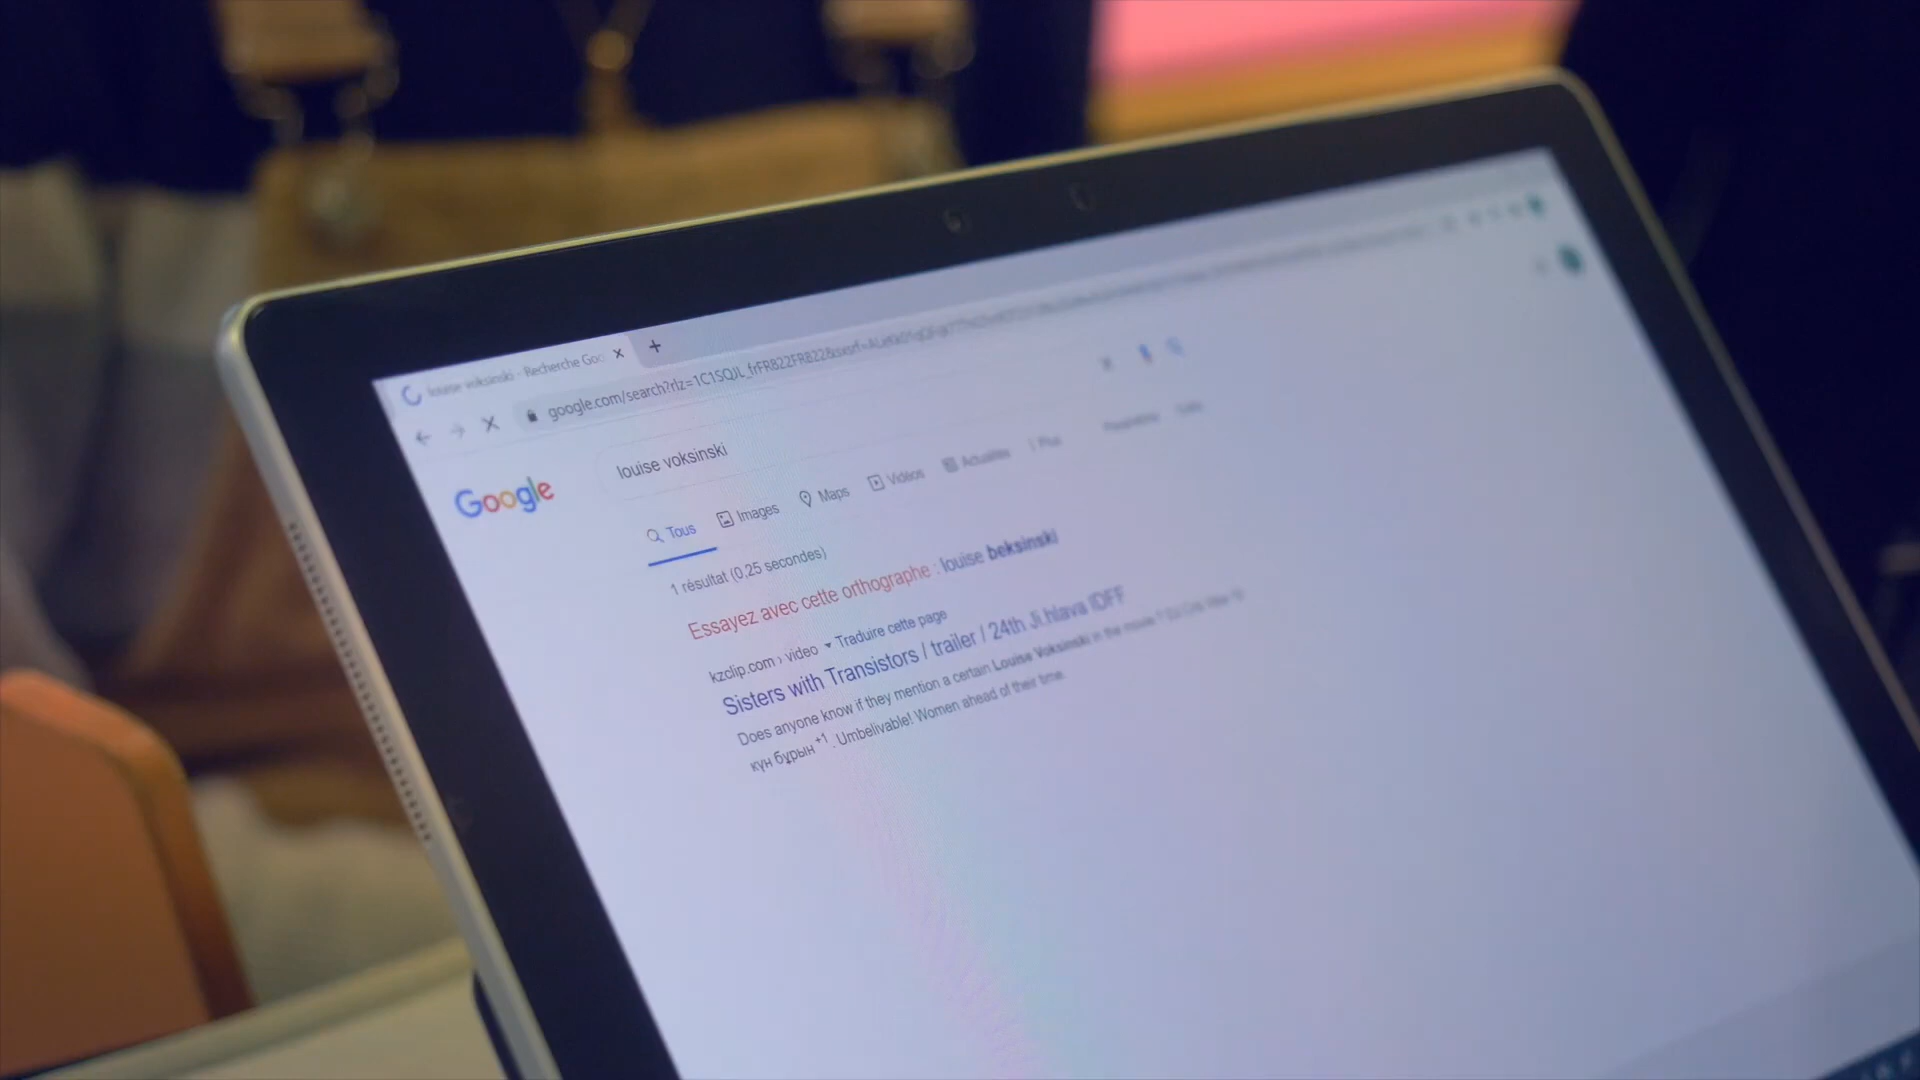 louise voksinski - Recherche Goo
google.com/search?rlz=1C1SQJL_frFR822FR822&sxsrf=ALeKk01
Google
louise voksinski
Tous Images Maps Vidéos Actualités Plus
1 résultat (0,25 secondes)
Essayez avec cette orthographe : louise beksinski
kzclip.com › video Traduire cette page
Sisters with Transistors / trailer / 24th Ji.hlava IDFF
Does anyone know if they mention a certain Louise Voksinski in the movie
күн бұрын +1 . Umbelivable! Women ahead of their time.